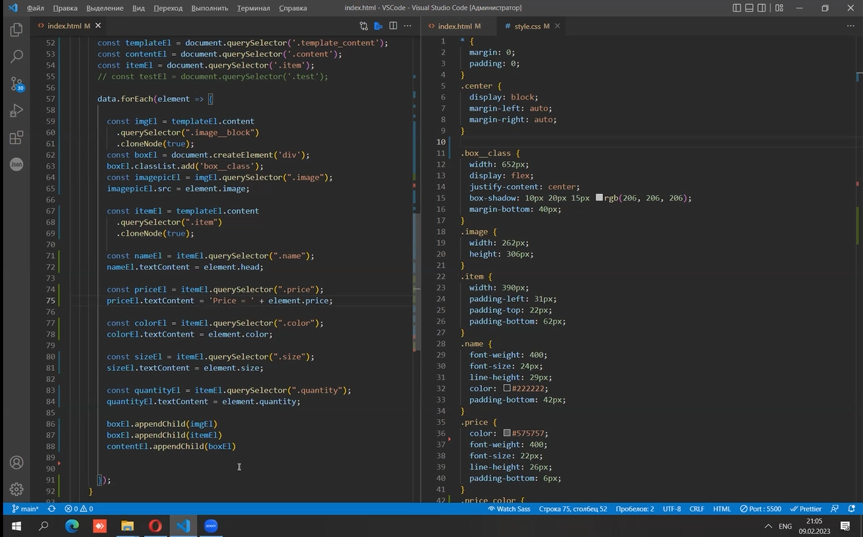 Файл Правка Выделение Вид Переход Выполнить Терминал Справка index.html - VSCode - Visual Studio Code [Администратор]
index.html M
index.html M style.css M
52 const templateEl = document.querySelector('.template_content');
53 const contentEl = document.querySelector('.content');
54 const itemEl = document.querySelector('.item');
55 // const testEl = document.querySelector('.test');
56
57 data.forEach(element => {
58
59 const imgEl = templateEl.content
60 .querySelector(".image__block")
61 .cloneNode(true);
62 const boxEl = document.createElement('div');
63 boxEl.classList.add('box__class');
64 const imagepicEl = imgEl.querySelector(".image");
65 imagepicEl.src = element.image;
66
67 const itemEl = templateEl.content
68 .querySelector(".item")
69 .cloneNode(true);
70
71 const nameEl = itemEl.querySelector(".name");
72 nameEl.textContent = element.head;
73
74 const priceEl = itemEl.querySelector(".price");
75 priceEl.textContent = 'Price = ' + element.price;
76
77 const colorEl = itemEl.querySelector(".color");
78 colorEl.textContent = element.color;
79
80 const sizeEl = itemEl.querySelector(".size");
81 sizeEl.textContent = element.size;
82
83 const quantityEl = itemEl.querySelector(".quantity");
84 quantityEl.textContent = element.quantity;
85
86 boxEl.appendChild(imgEl)
87 boxEl.appendChild(itemEl)
88 contentEl.appendChild(boxEl)
89
90
91 });
92 }
1 * {
2 margin: 0;
3 padding: 0;
4 }
5 .center {
6 display: block;
7 margin-left: auto;
8 margin-right: auto;
9 }
10
11 .box__class {
12 width: 652px;
13 display: flex;
14 justify-content: center;
15 box-shadow: 10px 20px 15px rgb(206, 206, 206);
16 margin-bottom: 40px;
17 }
18 .image {
19 width: 262px;
20 height: 306px;
21 }
22 .item {
23 width: 390px;
24 padding-left: 31px;
25 padding-top: 22px;
26 padding-bottom: 62px;
27 }
28 .name {
29 font-weight: 400;
30 font-size: 24px;
31 line-height: 29px;
32 color: #222222;
33 padding-bottom: 42px;
34 }
35 .price {
36 color: #575757;
37 font-weight: 400;
38 font-size: 22px;
39 line-height: 26px;
40 padding-bottom: 6px;
41 }
42 .price_color {
main* 0 0 Watch Sass Строка 75, столбец 52 Пробелов: 2 UTF-8 CRLF HTML Port : 5500 Prettier
ENG 21:05
09.02.2023